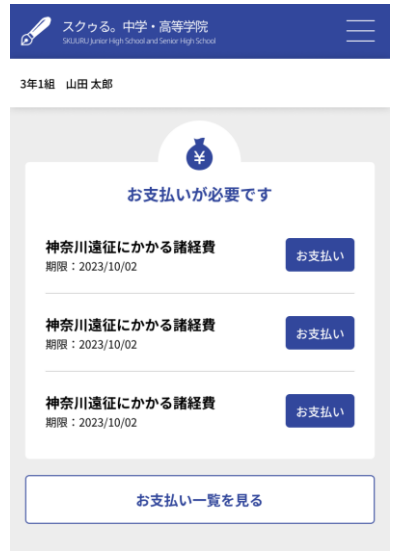 スクゥる。中学・高等学院
SKUURU Junior High School and Senior High School
3年1組 山田 太郎
¥
お支払いが必要です
神奈川遠征にかかる諸経費
期限：2023/10/02
お支払い
神奈川遠征にかかる諸経費
期限：2023/10/02
お支払い
神奈川遠征にかかる諸経費
期限：2023/10/02
お支払い
お支払い一覧を見る